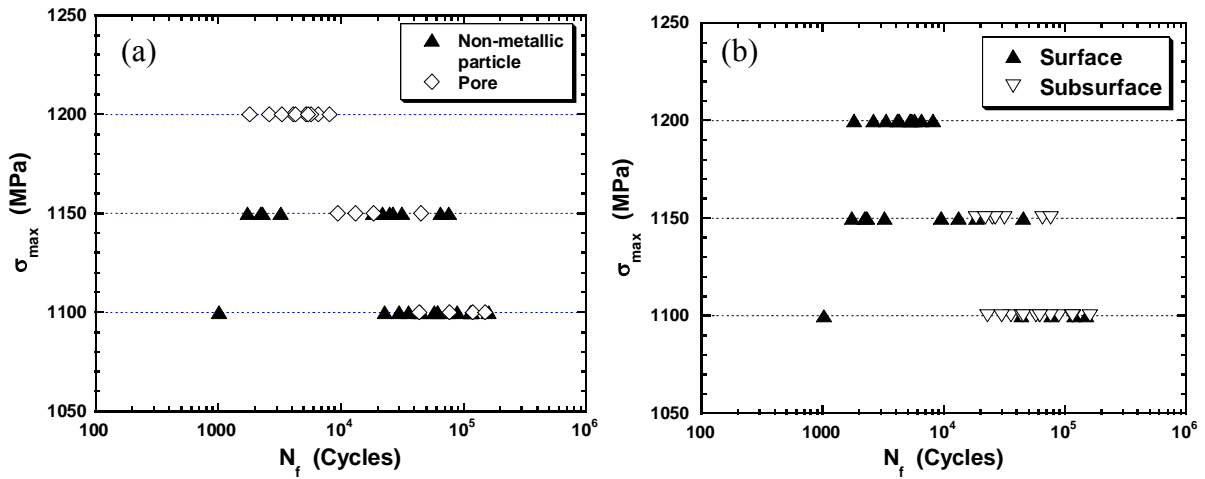 (a)
Non-metallic
particle
Pore
1250
1200
1150
1100
1050
σmax (MPa)
100
1000
10^4
10^5
10^6
Nf (Cycles)
(b)
Surface
Subsurface
1250
1200
1150
1100
1050
σmax (MPa)
100
1000
10^4
10^5
10^6
Nf (Cycles)